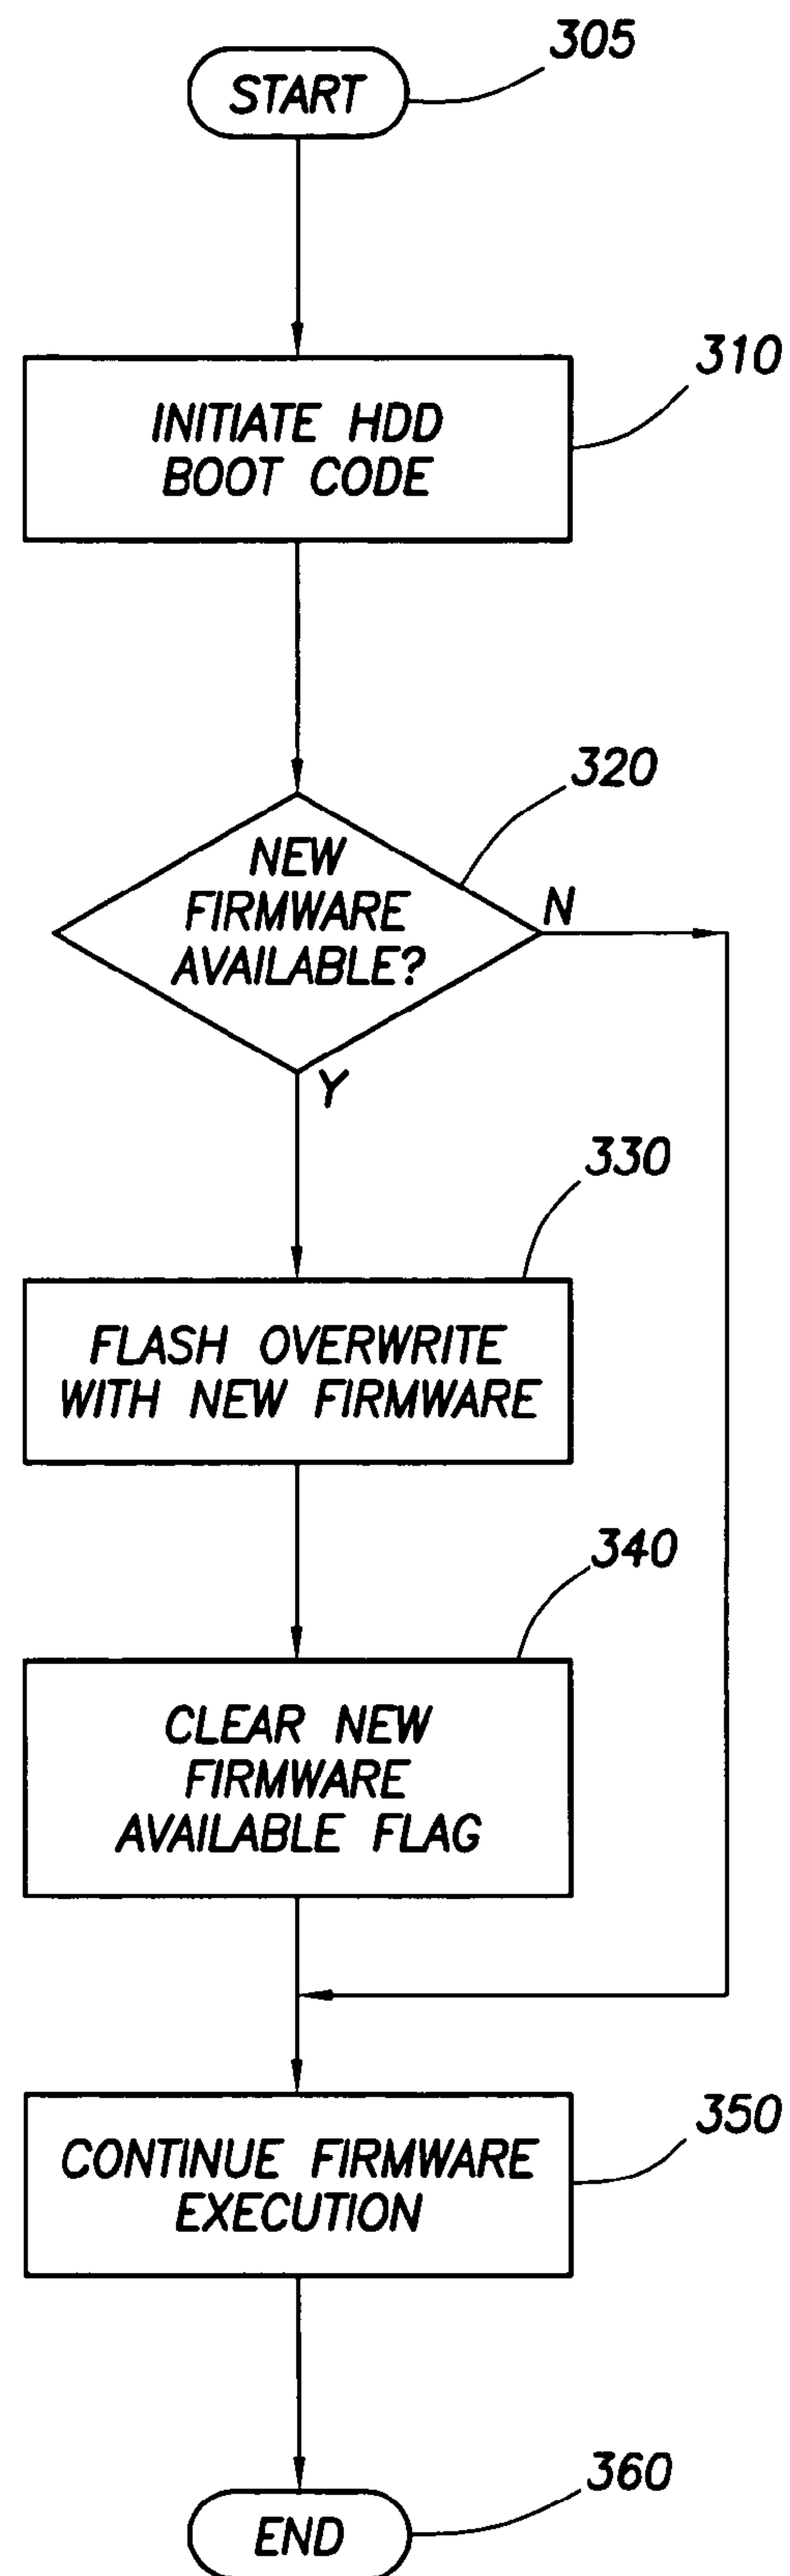 305
START
310
INITIATE HDD
BOOT CODE
320
NEW
FIRMWARE
AVAILABLE?
N
Y
330
FLASH OVERWRITE
WITH NEW FIRMWARE
340
CLEAR NEW
FIRMWARE
AVAILABLE FLAG
350
CONTINUE FIRMWARE
EXECUTION
360
END